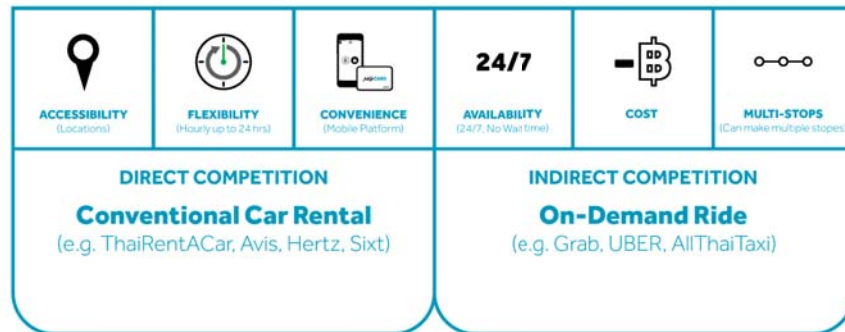 24/7
ACCESSIBILITY
(Locations)
FLEXIBILITY
(Hourly up to 24 hrs)
CONVENIENCE
(Mobile Platform)
AVAILABILITY
(24/7, No Wait time)
COST
MULTI-STOPS
(Can make multiple stopes)
DIRECT COMPETITION
Conventional Car Rental
(e.g. ThaiRentACar, Avis, Hertz, Sixt)
INDIRECT COMPETITION
On-Demand Ride
(e.g. Grab, UBER, AllThaiTaxi)